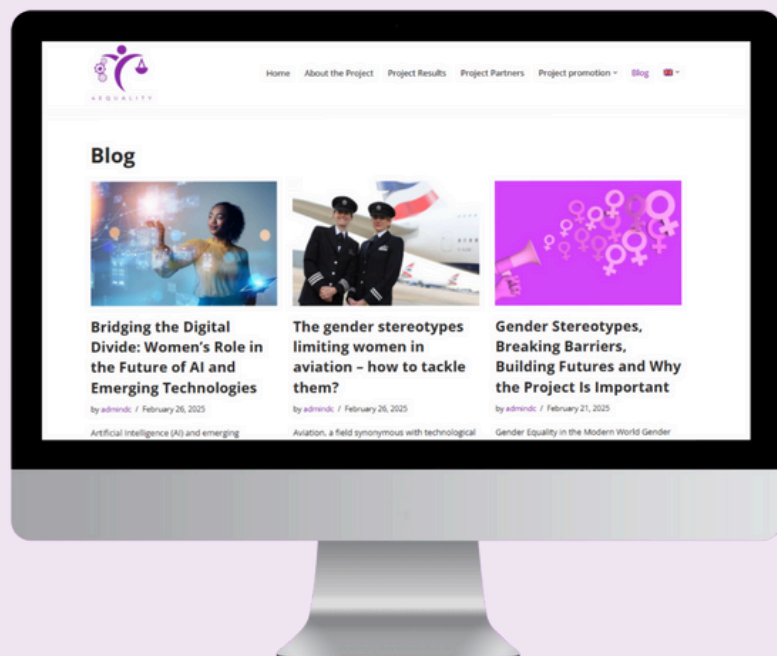 AEQUALITY
Home About the Project Project Results Project Partners Project promotion Blog
Blog
Bridging the Digital
Divide: Women’s Role in
the Future of AI and
Emerging Technologies
by admindc / February 26, 2025
Artificial Intelligence (AI) and emerging
The gender stereotypes
limiting women in
aviation – how to tackle
them?
by admindc / February 26, 2025
Aviation, a field synonymous with technological
Gender Stereotypes,
Breaking Barriers,
Building Futures and Why
the Project Is Important
by admindc / February 21, 2025
Gender Equality in the Modern World Gender